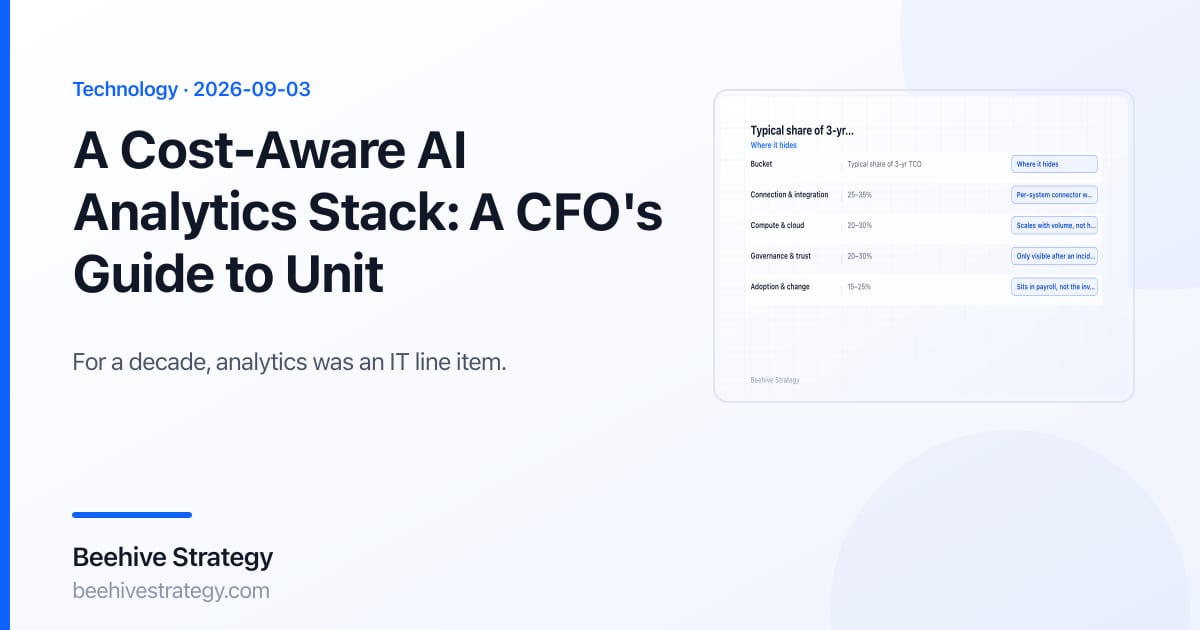 Technology · 2026-09-03
A Cost-Aware AI
Analytics Stack: A CFO's
Guide to Unit
For a decade, analytics was an IT line item.
Beehive Strategy
beehivestrategy.com
Typical share of 3-yr...
Where it hides
Bucket Typical share of 3-yr TCO Where it hides
Connection & integration 25–35% Per-system connector w...
Compute & cloud 20–30% Scales with volume, not h...
Governance & trust 20–30% Only visible after an incid...
Adoption & change 15–25% Sits in payroll, not the inv...
Beehive Strategy